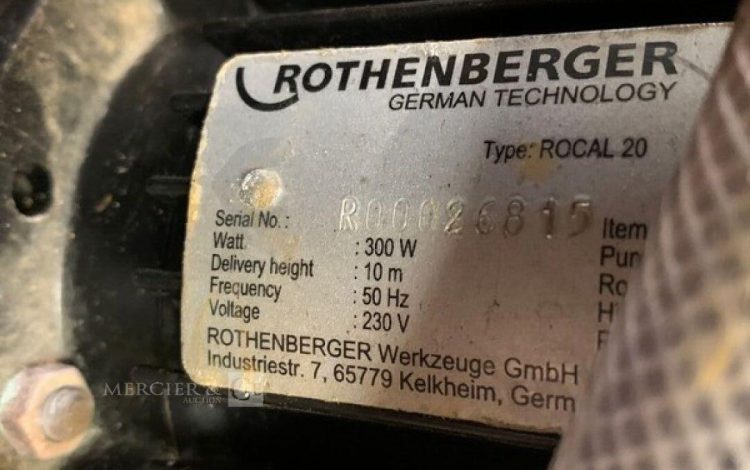 ROTHENBERGER
GERMAN TECHNOLOGY
Type: ROCAL 20
Serial No.: R00026815 Item
Watt. : 300 W
Delivery height : 10 m
Frequency : 50 Hz
Voltage : 230 V
ROTHENBERGER Werkzeuge GmbH
Industriestr. 7, 65779 Kelkheim, Germ
MERCIER &
AUCTION